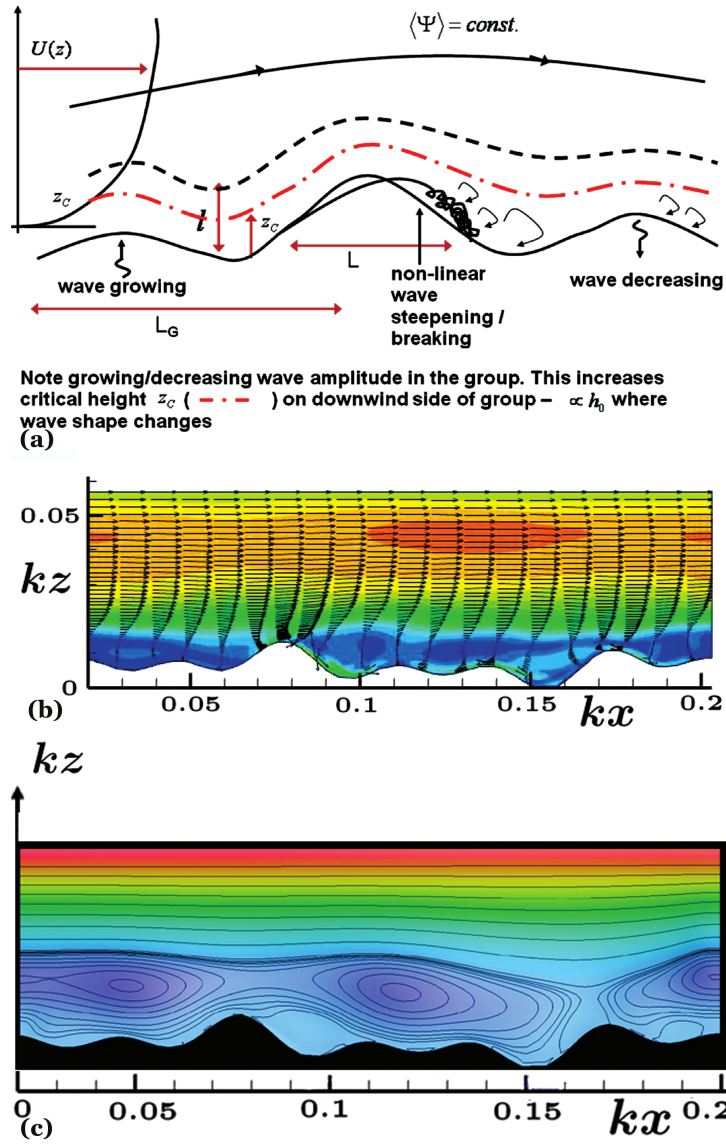 U(z)
⟨Ψ⟩ = const.
z_C
l
z_C
L
wave growing
non-linear
wave
steepening /
breaking
wave decreasing
L_G
Note growing/decreasing wave amplitude in the group. This increases
critical height z_C ( — · — · ) on downwind side of group – ∝ h_0 where
wave shape changes
(a)
0.05
kz
0
0.05
0.1
0.15
0.2
kx
(b)
kz
0
0.05
0.1
0.15
0.2
kx
(c)